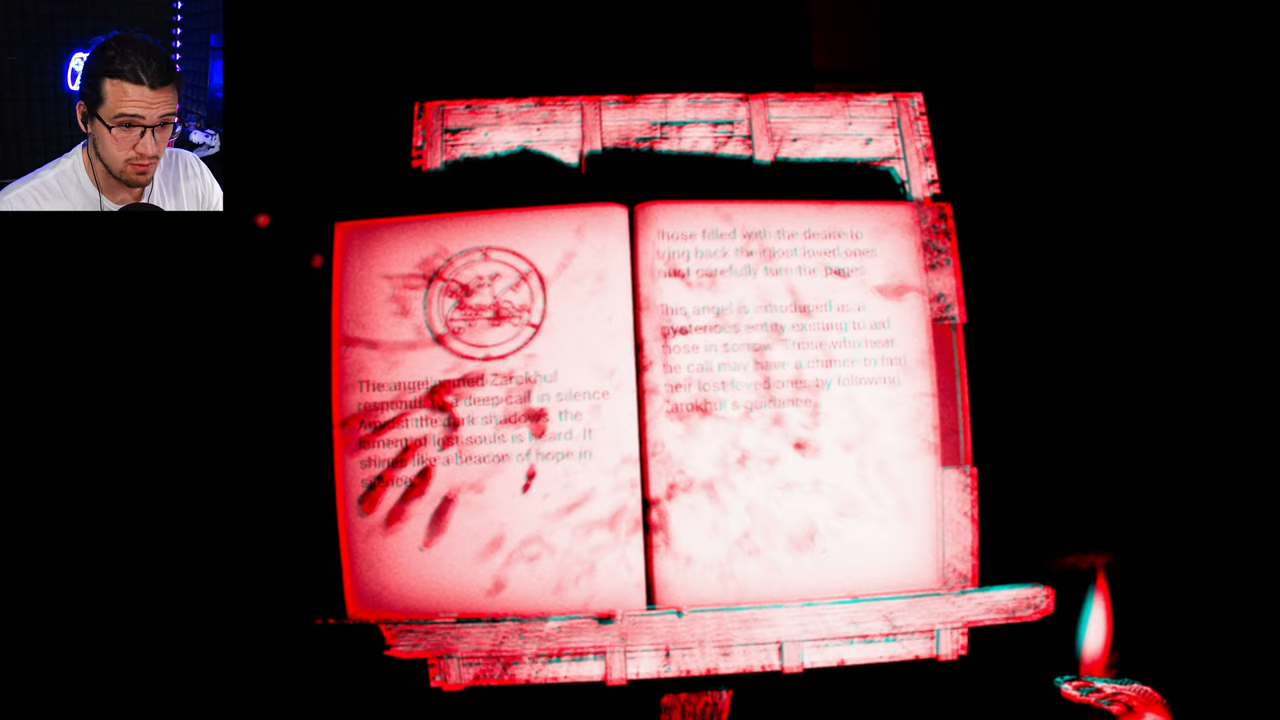 The angel named Zarokhul
responds to a deep call in silence
Amidst the dark shadows, the
lament of lost souls is heard. It
shines like a beacon of hope in
silence.
Those filled with the desire to
bring back their lost loved ones
must carefully turn the pages
This angel is introduced as a
mysterious entity existing to aid
those in sorrow. Those who hear
the call may have a chance to find
their lost loved ones by following
Zarokhul's guidance.